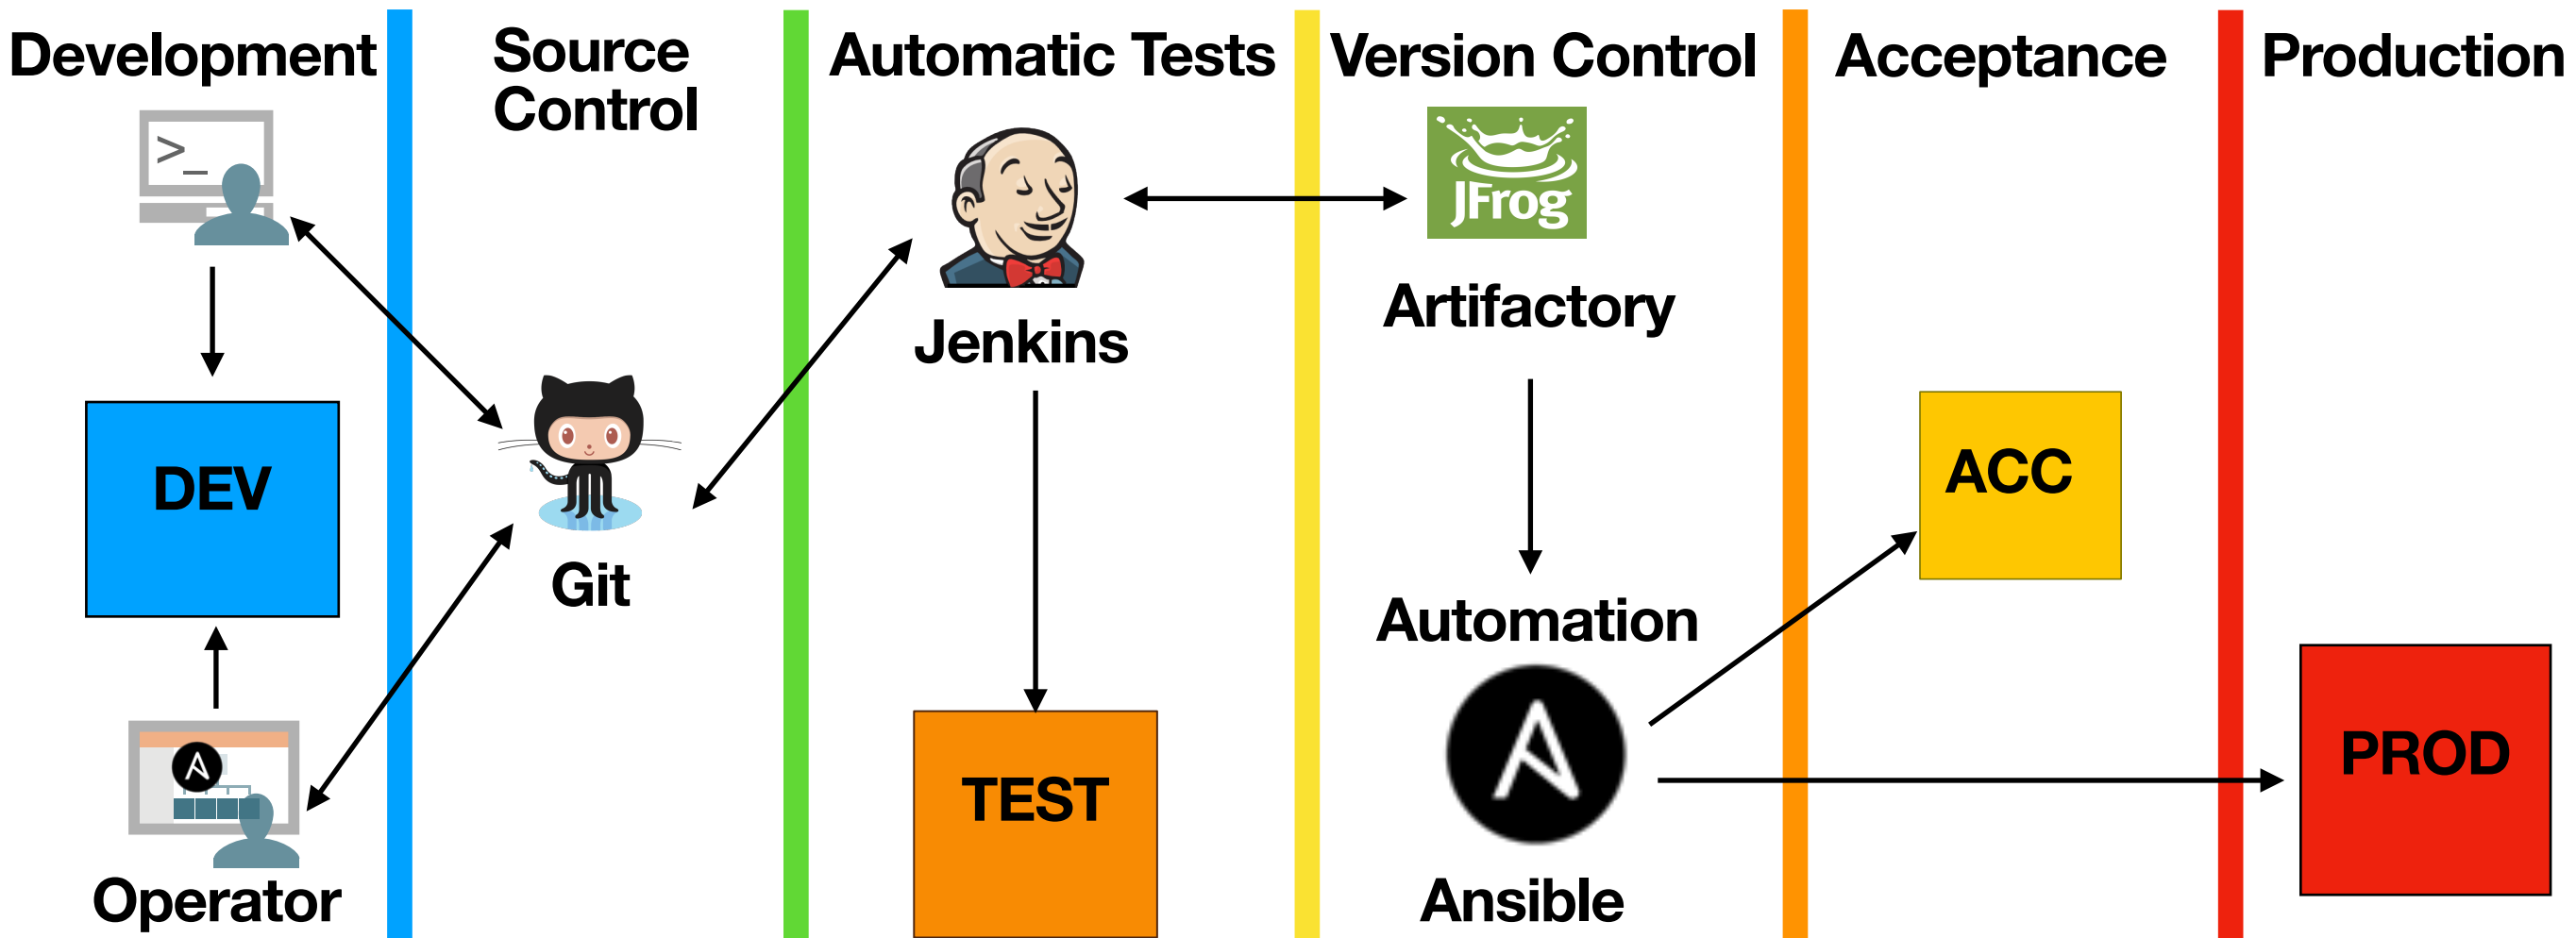 Development
Source
Control
Automatic Tests
Version Control
Acceptance
Production
>_
JFrog
Artifactory
Jenkins
DEV
Git
ACC
Automation
TEST
PROD
Operator
Ansible